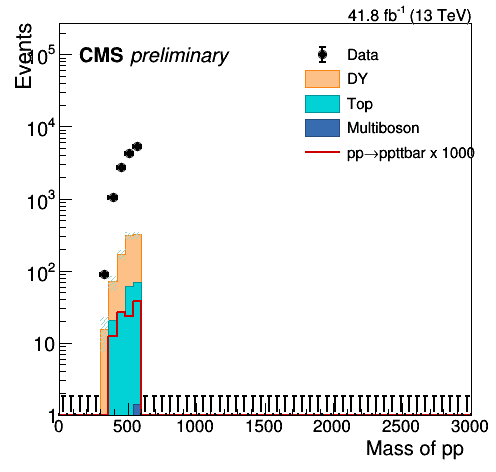 41.8 fb⁻¹ (13 TeV)
Events
CMS preliminary
Data
DY
Top
Multiboson
pp→ppttbar x 1000
10⁵
10⁴
10³
10²
10
1
0 500 1000 1500 2000 2500 3000
Mass of pp